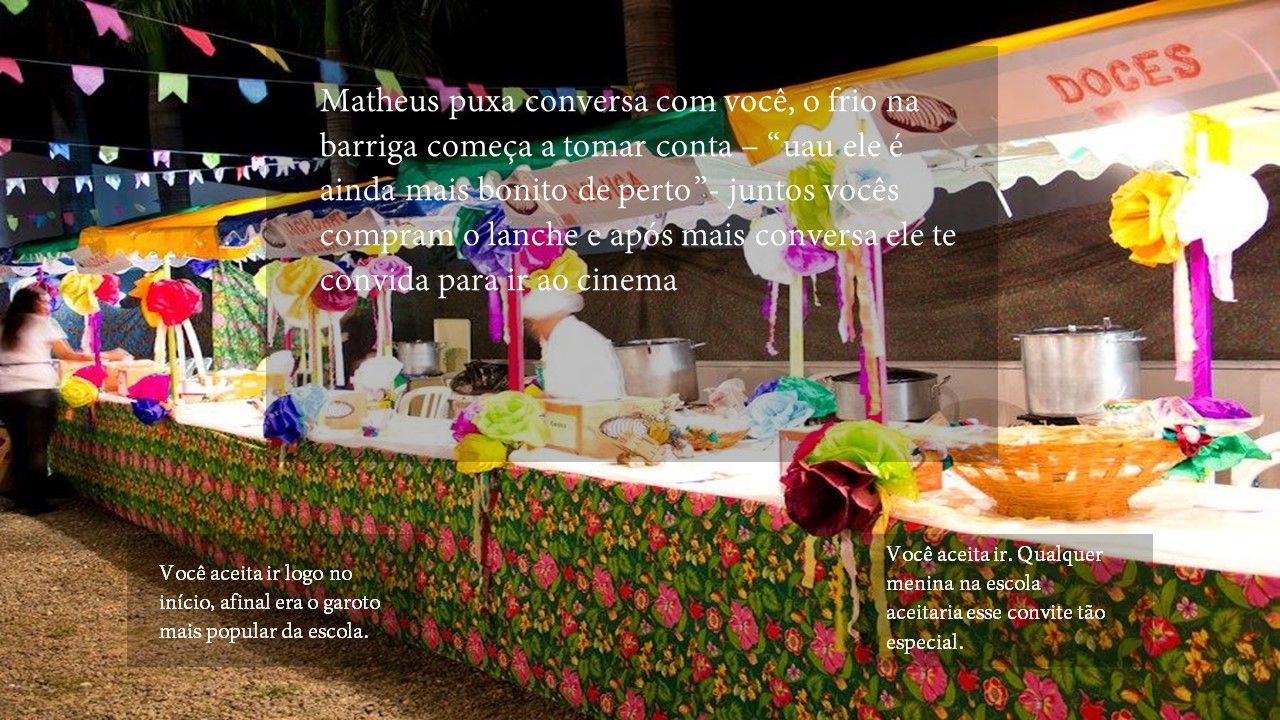 DOCES
Matheus puxa conversa com você, o frio na
barriga começa a tomar conta – “ uau ele é
ainda mais bonito de perto”- juntos vocês
compram o lanche e após mais conversa ele te
convida para ir ao cinema
Você aceita ir logo no
início, afinal era o garoto
mais popular da escola.
Você aceita ir. Qualquer
menina na escola
aceitaria esse convite tão
especial.